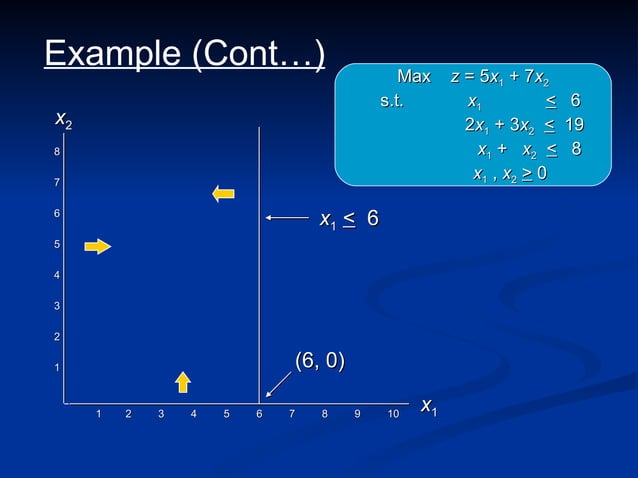 Example (Cont…)
Max z = 5x₁ + 7x₂
s.t. x₁ ≤ 6
2x₁ + 3x₂ ≤ 19
x₁ + x₂ ≤ 8
x₁ , x₂ ≥ 0
x₂
8
7
6
5
4
3
2
1
x₁ ≤ 6
(6, 0)
1 2 3 4 5 6 7 8 9 10
x₁